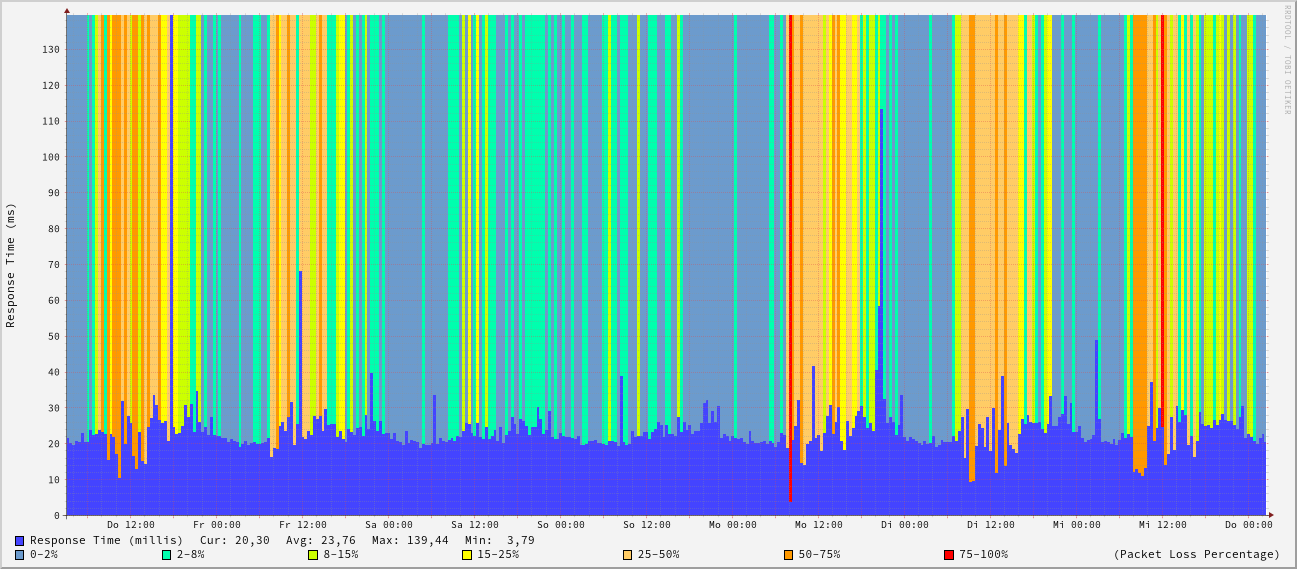 RRDTOOL / TOBI OETIKER
Response Time (ms)
130
120
110
100
90
80
70
60
50
40
30
20
10
0
Do 12:00 Fr 00:00 Fr 12:00 Sa 00:00 Sa 12:00 So 00:00 So 12:00 Mo 00:00 Mo 12:00 Di 00:00 Di 12:00 Mi 00:00 Mi 12:00 Do 00:00
Response Time (millis) Cur: 20,30 Avg: 23,76 Max: 139,44 Min: 3,79
0-2% 2-8% 8-15% 15-25% 25-50% 50-75% 75-100% (Packet Loss Percentage)